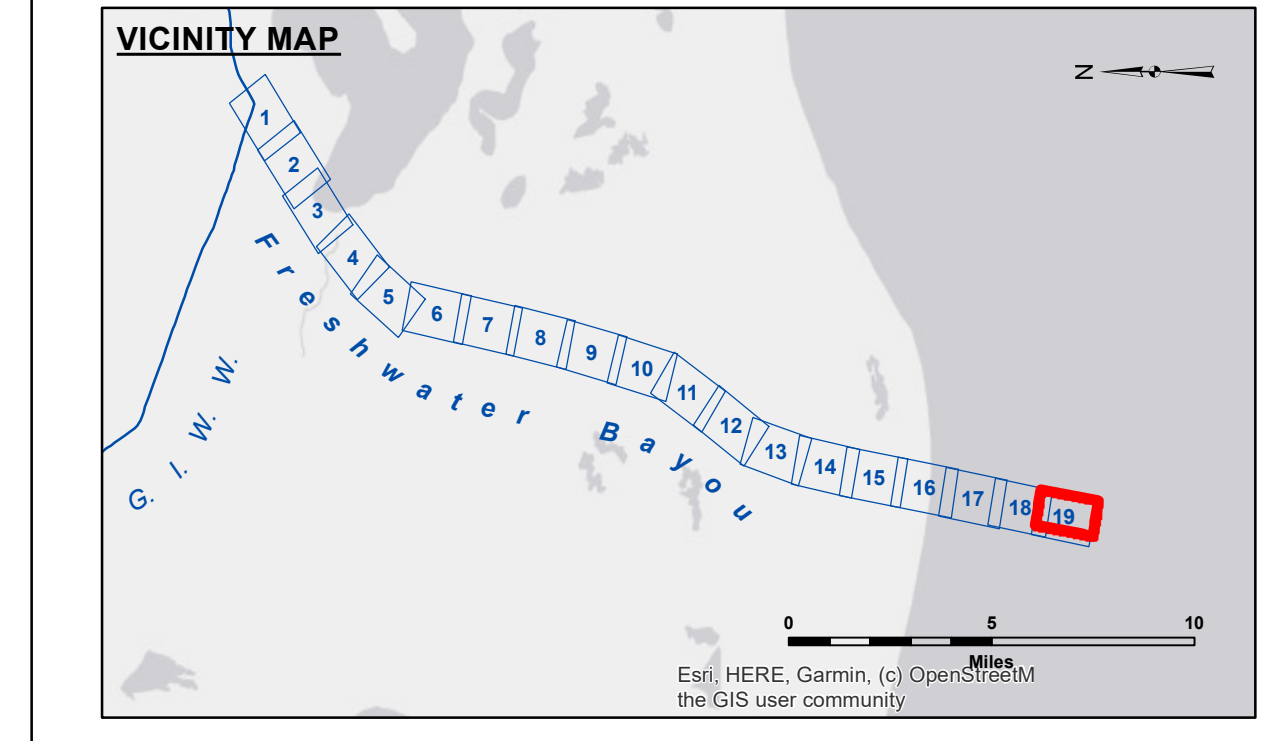 VICINITY MAP
N
1
2
3
4
5
6
7
8
9
10
11
12
13
14
15
16
17
18
19
Freshwater Bayou
G. I. W. W.
0 5 10
Miles
Esri, HERE, Garmin, (c) OpenStreetM
the GIS user community